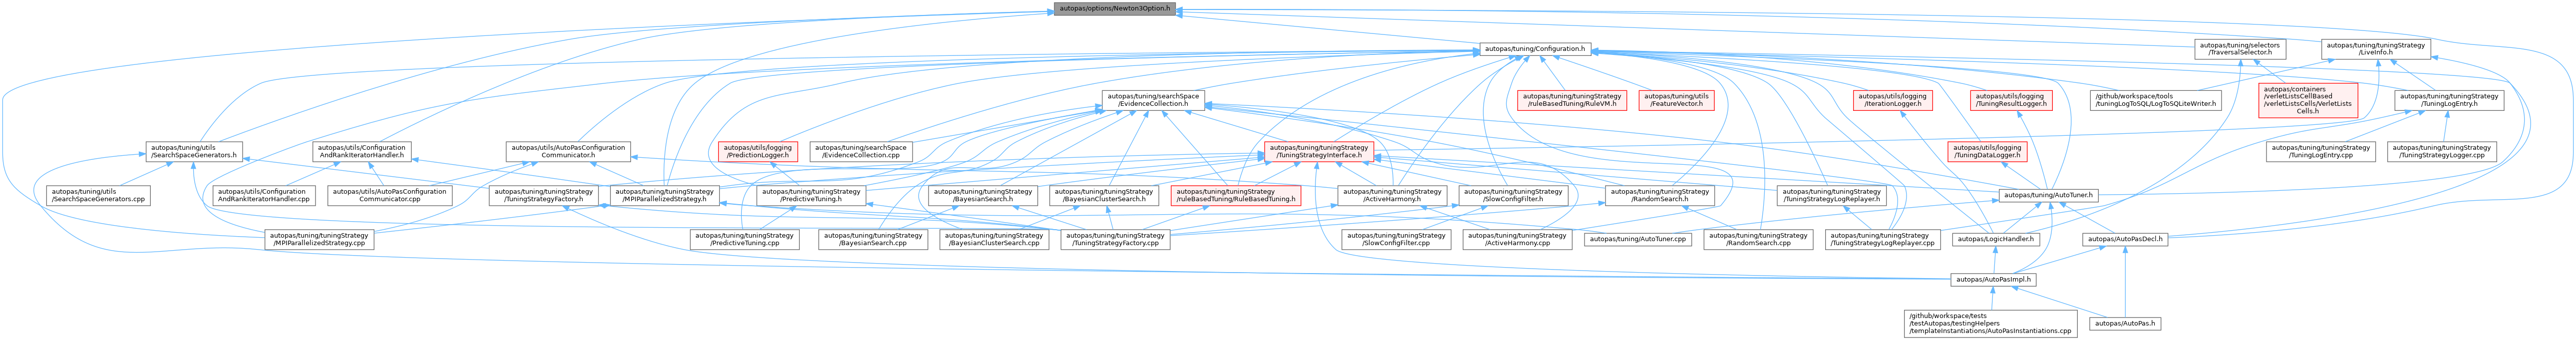 autopas/options/Newton3Option.h
autopas/tuning/Configuration.h
autopas/tuning/selectors
/TraversalSelector.h
autopas/tuning/tuningStrategy
/LiveInfo.h
autopas/tuning/searchSpace
/EvidenceCollection.h
autopas/tuning/tuningStrategy
/ruleBasedTuning/RuleVM.h
autopas/tuning/utils
/FeatureVector.h
autopas/utils/logging
/IterationLogger.h
autopas/utils/logging
/TuningResultLogger.h
/github/workspace/tools
/tuningLogToSQL/LogToSQLiteWriter.h
autopas/containers
/verletListsCellBased
/verletListsCells/VerletLists
Cells.h
autopas/tuning/tuningStrategy
/TuningLogEntry.h
autopas/tuning/utils
/SearchSpaceGenerators.h
autopas/utils/Configuration
AndRankIteratorHandler.h
autopas/utils/AutoPasConfiguration
Communicator.h
autopas/utils/logging
/PredictionLogger.h
autopas/tuning/searchSpace
/EvidenceCollection.cpp
autopas/tuning/tuningStrategy
/TuningStrategyInterface.h
autopas/utils/logging
/TuningDataLogger.h
autopas/tuning/tuningStrategy
/TuningLogEntry.cpp
autopas/tuning/tuningStrategy
/TuningStrategyLogger.cpp
autopas/tuning/utils
/SearchSpaceGenerators.cpp
autopas/utils/Configuration
AndRankIteratorHandler.cpp
autopas/utils/AutoPasConfiguration
Communicator.cpp
autopas/tuning/tuningStrategy
/TuningStrategyFactory.h
autopas/tuning/tuningStrategy
/MPIParallelizedStrategy.h
autopas/tuning/tuningStrategy
/PredictiveTuning.h
autopas/tuning/tuningStrategy
/BayesianSearch.h
autopas/tuning/tuningStrategy
/BayesianClusterSearch.h
autopas/tuning/tuningStrategy
/ruleBasedTuning/RuleBasedTuning.h
autopas/tuning/tuningStrategy
/ActiveHarmony.h
autopas/tuning/tuningStrategy
/SlowConfigFilter.h
autopas/tuning/tuningStrategy
/RandomSearch.h
autopas/tuning/tuningStrategy
/TuningStrategyLogReplayer.h
autopas/tuning/AutoTuner.h
autopas/tuning/tuningStrategy
/MPIParallelizedStrategy.cpp
autopas/tuning/tuningStrategy
/PredictiveTuning.cpp
autopas/tuning/tuningStrategy
/BayesianSearch.cpp
autopas/tuning/tuningStrategy
/BayesianClusterSearch.cpp
autopas/tuning/tuningStrategy
/TuningStrategyFactory.cpp
autopas/tuning/tuningStrategy
/SlowConfigFilter.cpp
autopas/tuning/tuningStrategy
/ActiveHarmony.cpp
autopas/tuning/AutoTuner.cpp
autopas/tuning/tuningStrategy
/RandomSearch.cpp
autopas/tuning/tuningStrategy
/TuningStrategyLogReplayer.cpp
autopas/LogicHandler.h
autopas/AutoPasDecl.h
autopas/AutoPasImpl.h
/github/workspace/tests
/testAutopas/testingHelpers
/templateInstantiations/AutoPasInstantiations.cpp
autopas/AutoPas.h